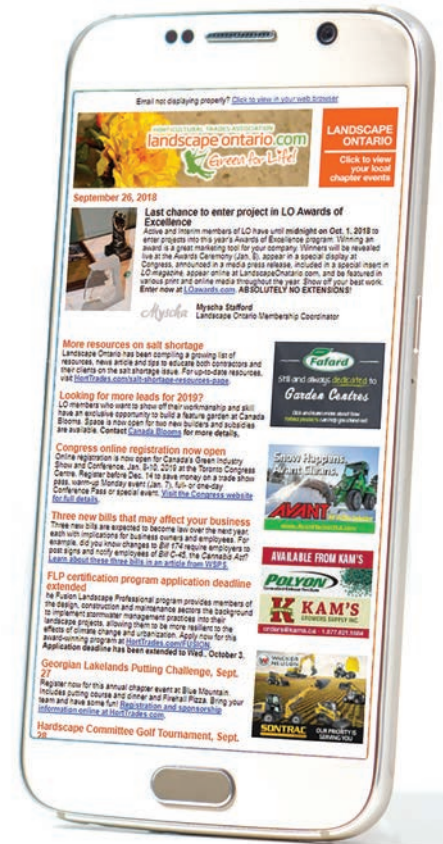 Email not displaying properly? Click to view in your web browser
HORTICULTURAL TRADES ASSOCIATION
landscapeontario.com
Green for Life!
LANDSCAPE
ONTARIO
Click to view
your local
chapter events
September 26, 2018
Last chance to enter project in LO Awards of
Excellence
Active and Interim members of LO have until midnight on Oct. 1, 2018 to
enter projects into this year's Awards of Excellence program. Winning an
award is a great marketing tool for your company. Winners will be revealed
live at the Awards Ceremony (Jan. 8), appear in a special display at
Congress, announced in a media press release, included in a special insert in
LO magazine, appear online at LandscapeOnatario.com, and be featured in
various print and online media throughout the year. Show off your best work.
Enter now at LOawards.com. ABSOLUTELY NO EXTENSIONS!
Myscha
Myscha Stafford
Landscape Ontario Membership Coordinator
More resources on salt shortage
Landscape Ontario has been compiling a growing list of
resources, news article and tips to educate both contractors and
their clients on the salt shortage issue. For up-to-date resources,
visit HortTrades.com/salt-shortage-resources-page.
Looking for more leads for 2019?
LO members who want to show off their workmanship and skill
have an exclusive opportunity to build a feature garden at Canada
Blooms. Space is now open for two new builders and subsidies
are available. Contact Canada Blooms for more details.
Congress online registration now open
Online registration is now open for Canada's Green Industry
Show and Conference, Jan. 8-10, 2019 at the Toronto Congress
Centre. Register before Dec. 14 to save money on a trade show
pass, warm-up Monday event (Jan. 7), full- or one-day
Conference Pass or special event. Visit the Congress website
for full details.
Three new bills that may affect your business
Three new bills are expected to become law over the next year,
each with implications for business owners and employees. For
example, did you know changes to Bill 174 require employers to
post signs and notify employees of Bill C-45, the Cannabis Act?
Learn about these three bills in an article from WSPS.
FLP certification program application deadline
extended
he Fusion Landscape Professional program provides members of
the design, construction and maintenance sectors the background
to implement stormwater management practices into their
landscape projects, allowing them to be more resilient to the
effects of climate change and urbanization. Apply now for this
award-winning program at HortTrades.com/FUSION.
Application deadline has been extended to Wed., October 3.
Georgian Lakelands Putting Challenge, Sept.
27
Register now for this annual chapter event at Blue Mountain.
Includes putting course and dinner and Firehall Pizza. Bring your
team and have some fun! Registration and sponsorship
information online at HortTrades.com.
Hardscape Committee Golf Tournament, Sept.
28
Fafard
Still and always dedicated to
Garden Centres
Snow Happens,
Avant Cleans.
AVANT
AVAILABLE FROM KAM'S
POLYON
K KAM'S
GROWERS SUPPLY INC.
orders@kams.ca
WACKER
NEUSON
SONTRAC
OUR PRIORITY IS
SERVING YOU